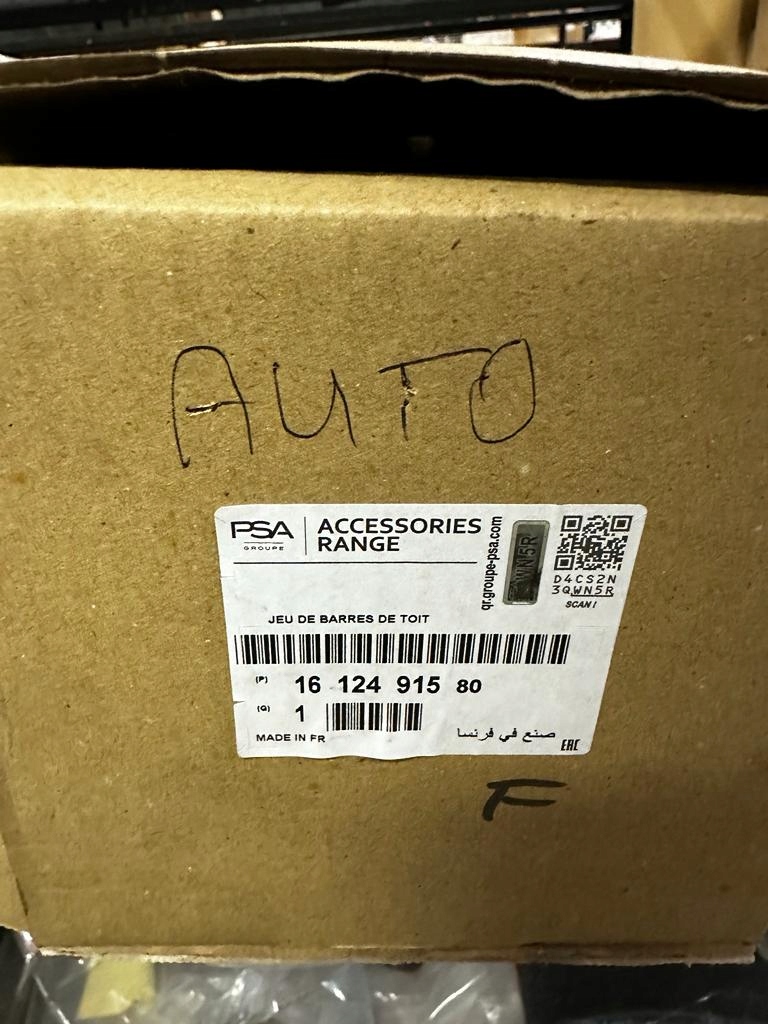 AUTO
PSA
GROUPE
ACCESSORIES
RANGE
qr.groupe-psa.com
WN5R
D4CS2N
3QWN5R
SCAN!
JEU DE BARRES DE TOIT
(P) 16 124 915 80
(Q) 1
MADE IN FR
صنع في فرنسا
EAC
F